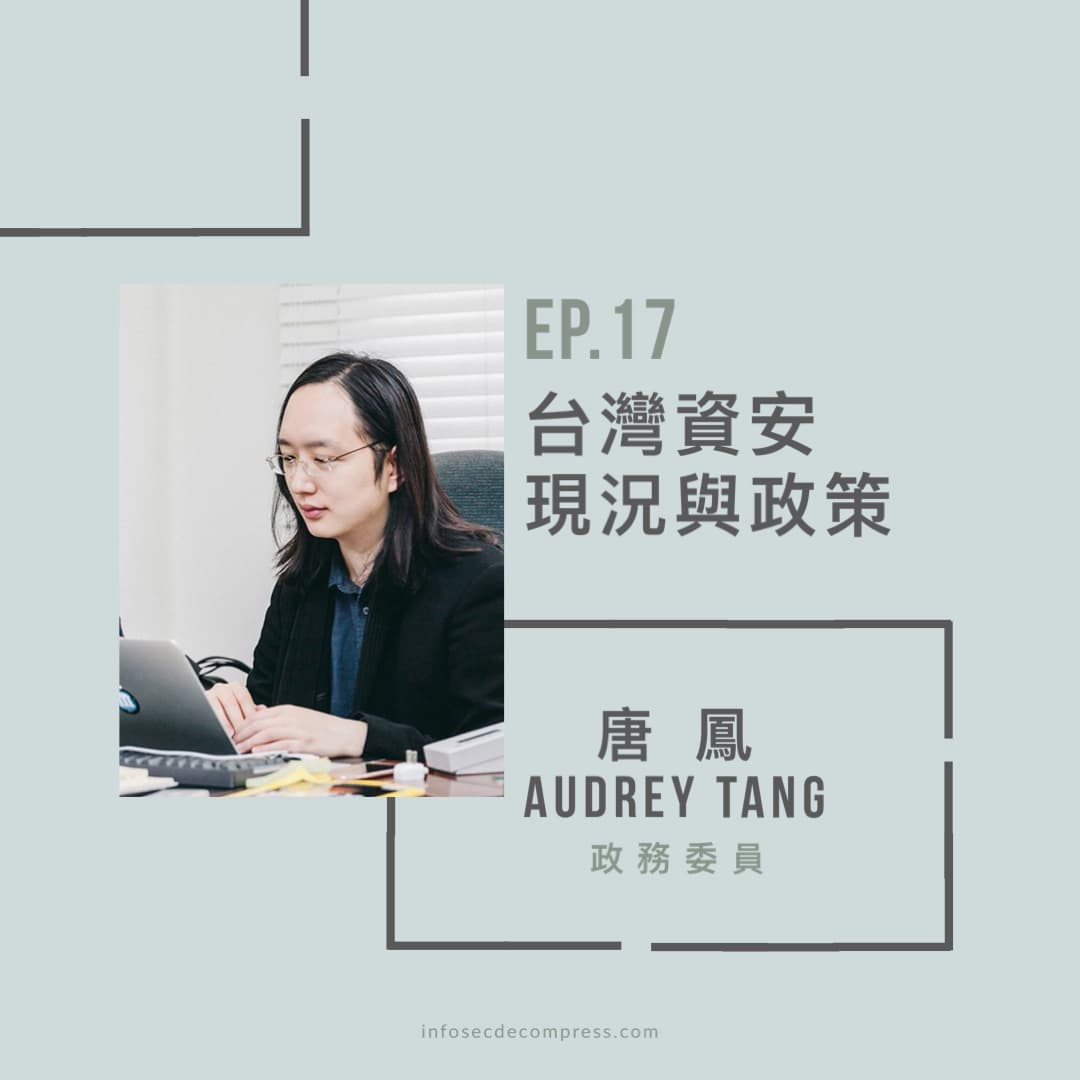 EP.17
台灣資安
現況與政策
唐 鳳
AUDREY TANG
政務委員
infosecdecompress.com